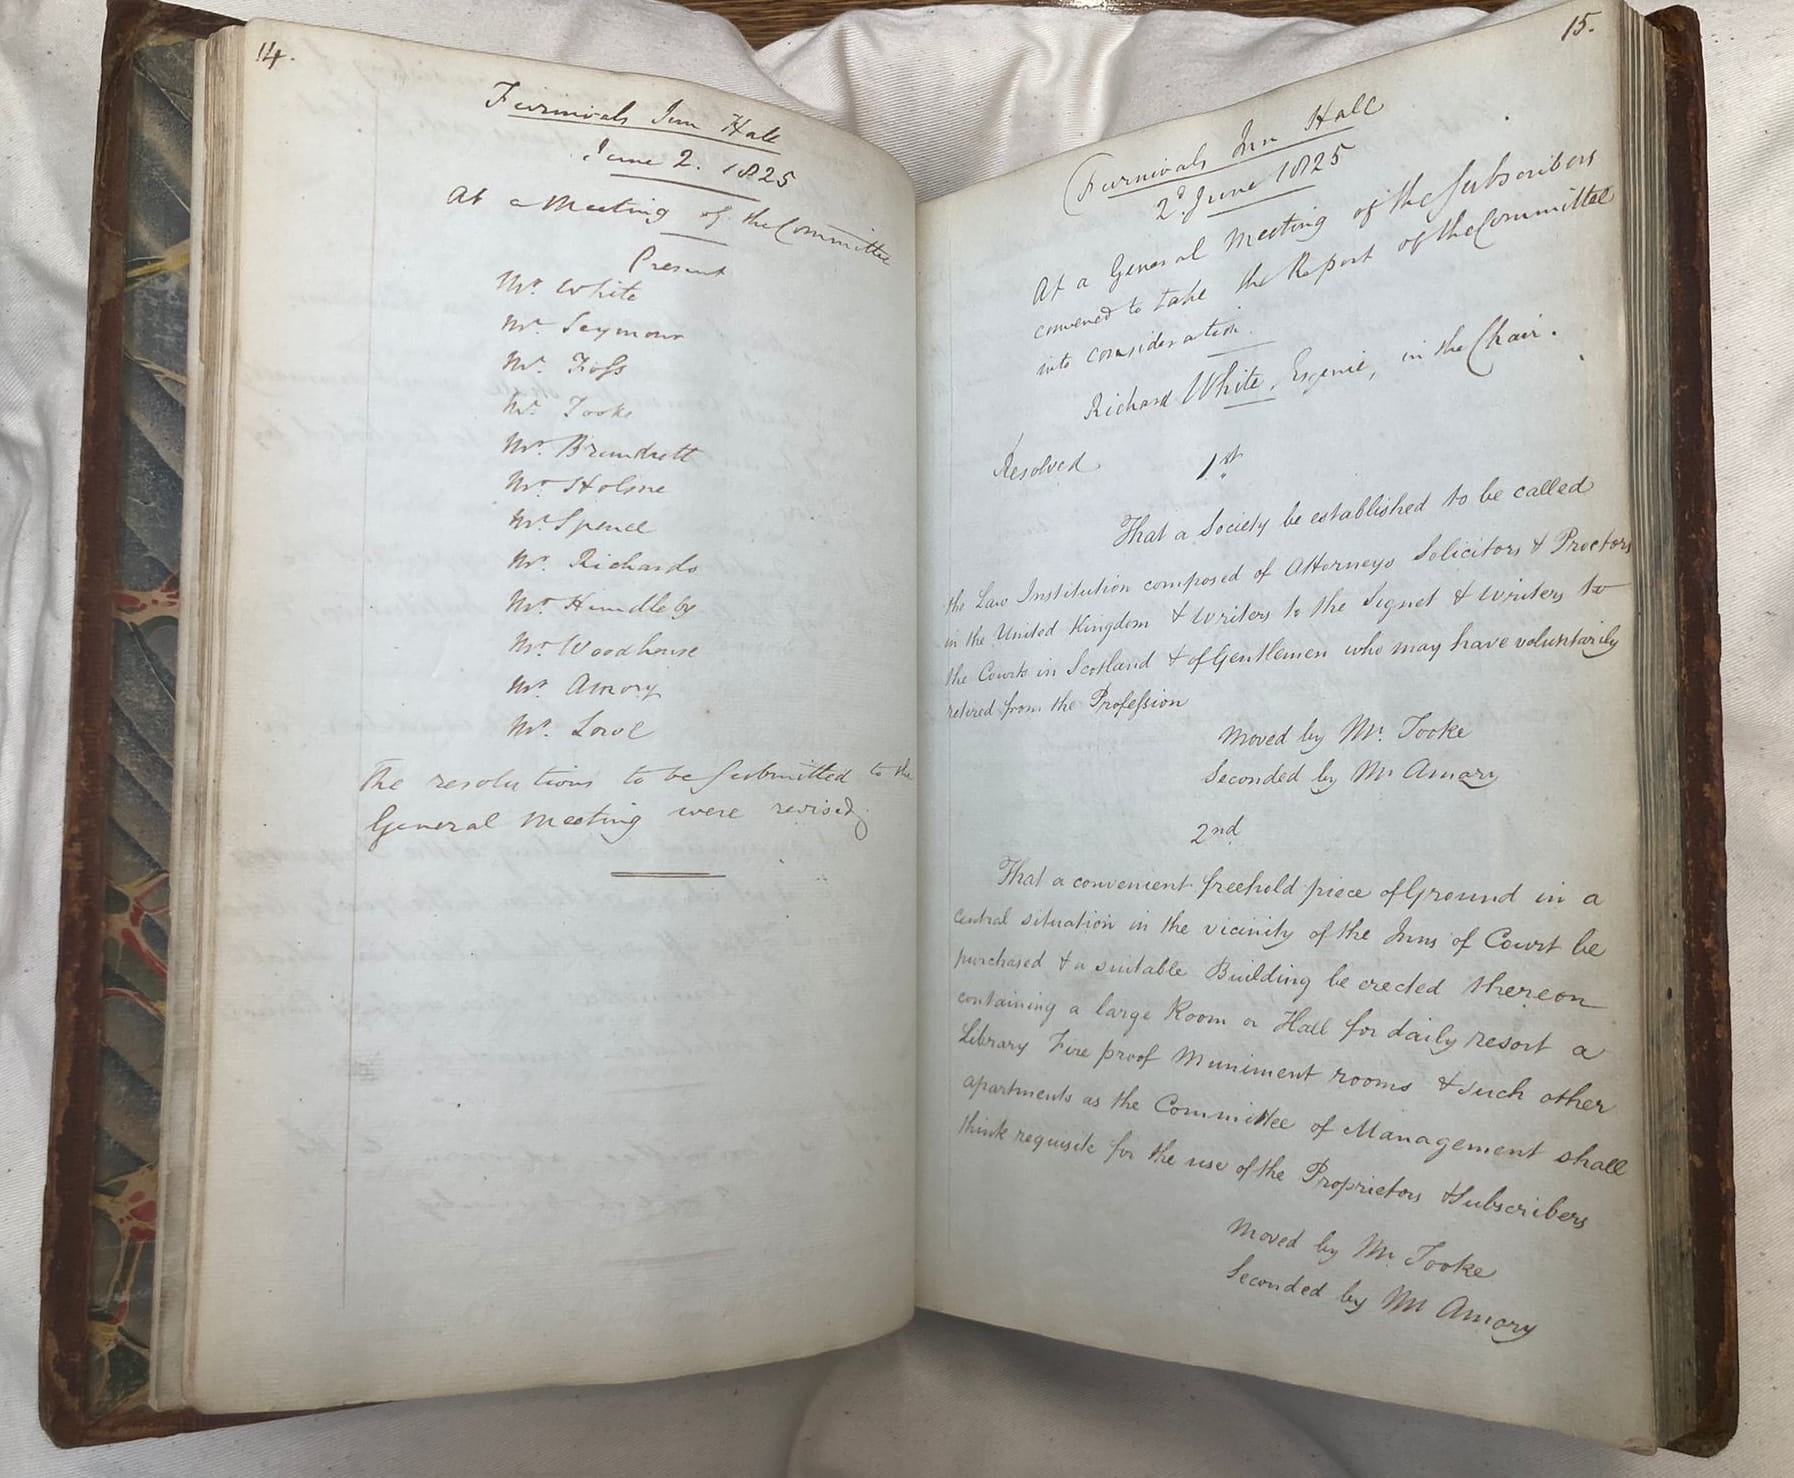 14.
Furnivals Inn Hall
June 2. 1825
At a Meeting of the Committee
Present
Mr. White
Mr. Seymour
Mr. Foss
Mr. Tooke
Mr. Brundrett
Mr. Holme
Mr. Spence
Mr. Richards
Mr. Hindleby
Mr. Woodhouse
Mr. Amory
Mr. Lowe
The resolutions to be submitted to the
General Meeting were revised.
15.
Furnivals Inn Hall
2d June 1825
At a General Meeting of the Subscribers
convened to take the Report of the Committee
into consideration.
Richard White, Esquire, in the Chair.
Resolved 1st
That a Society be established to be called
the Law Institution composed of Attorneys Solicitors & Proctors
in the United Kingdom & Writers to the Signet & Writers to
the Courts in Scotland & of Gentlemen who may have voluntarily
retired from the Profession
Moved by Mr. Tooke
Seconded by Mr Amory
2nd
That a convenient freehold piece of Ground in a
central situation in the vicinity of the Inns of Court be
purchased & a suitable Building be erected thereon
containing a large Room or Hall for daily resort a
Library Fire proof Muniment rooms & such other
apartments as the Committee of Management shall
think requisite for the use of the Proprietors & Subscribers
Moved by Mr. Tooke
Seconded by Mr Amory